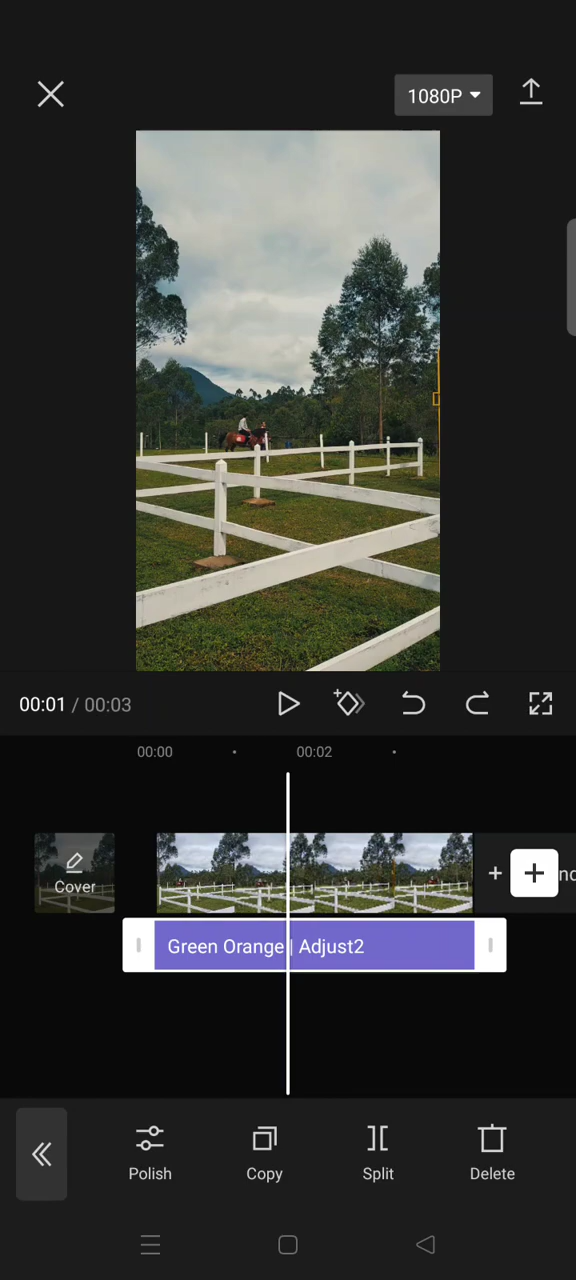 1080P
00:01 / 00:03
00:00
00:02
Cover
Green Orange | Adjust2
Polish
Copy
Split
Delete